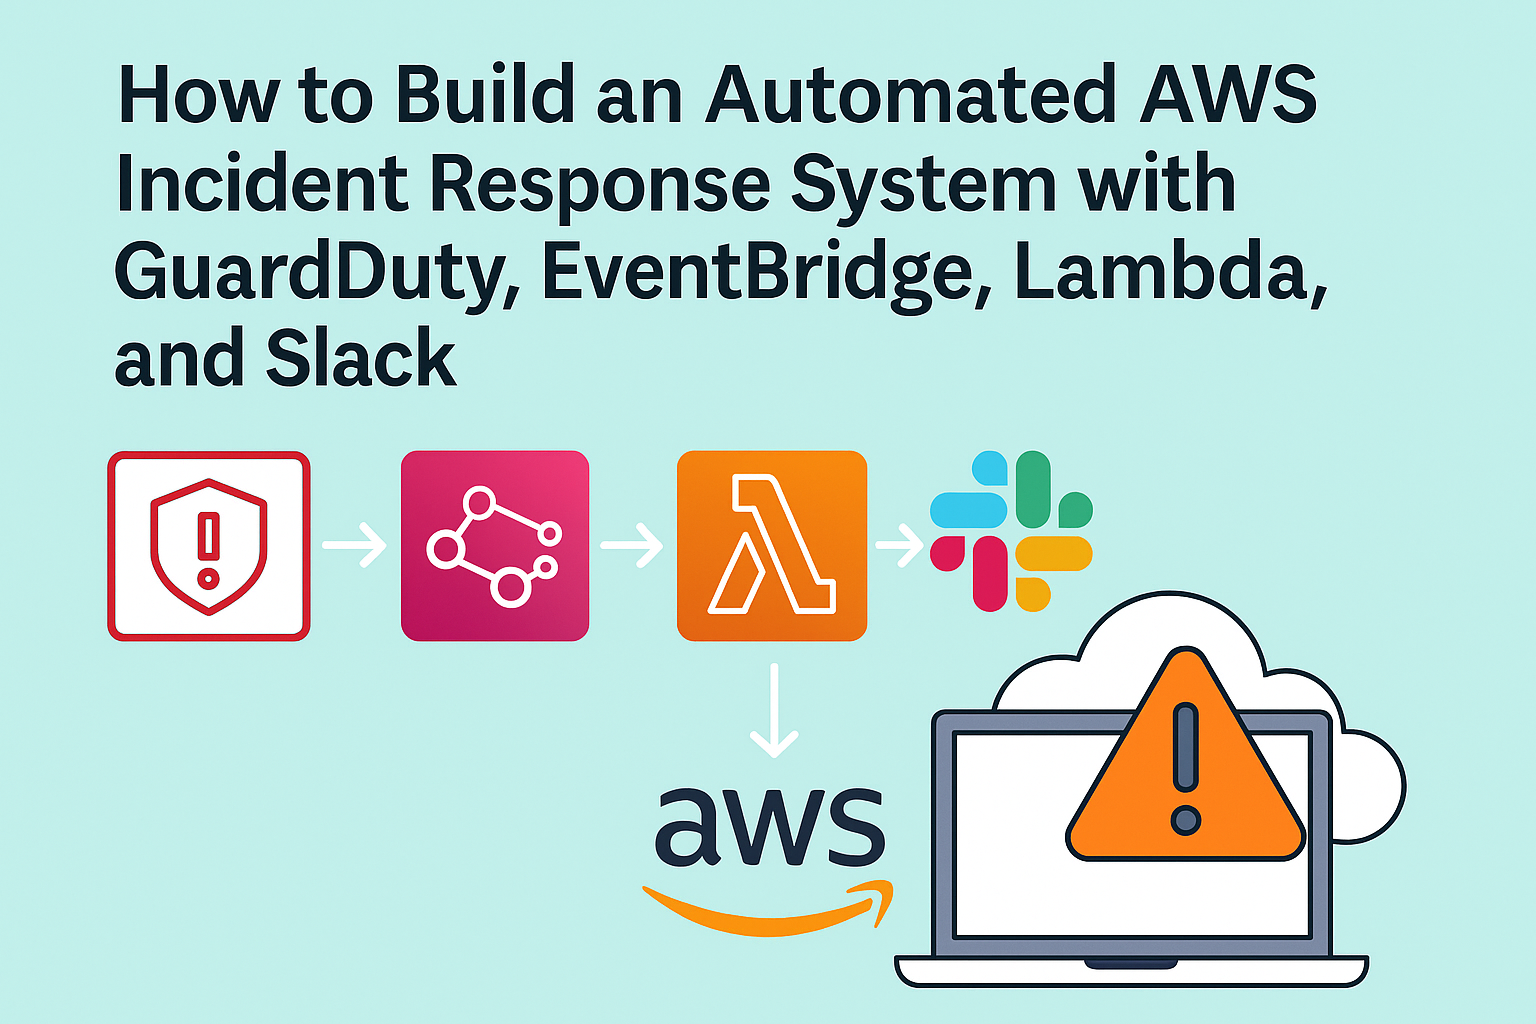 How to Build an Automated AWS
Incident Response System with
GuardDuty, EventBridge, Lambda,
and Slack
aws